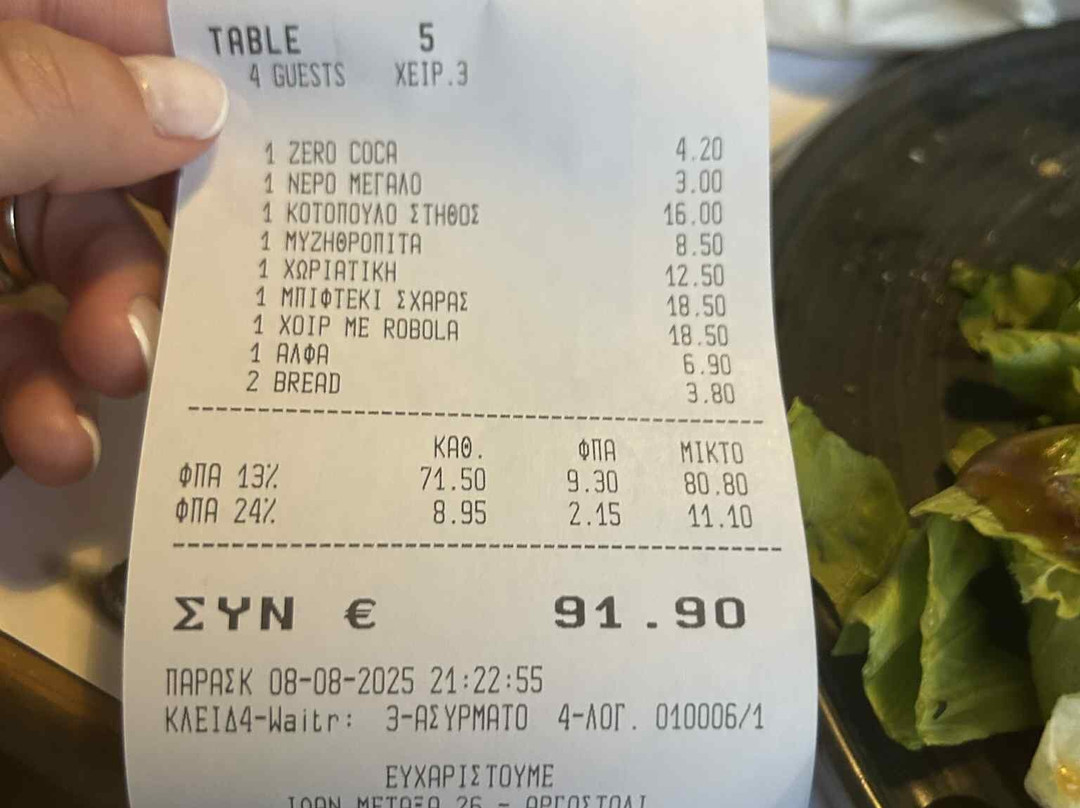 TABLE 5
4 GUESTS ΧΕΙΡ.3
1 ZERO COCA 4.20
1 ΝΕΡΟ ΜΕΓΑΛΟ 3.00
1 ΚΟΤΟΠΟΥΛΟ ΣΤΗΘΟΣ 16.00
1 ΜΥΖΗΘΡΟΠΙΤΑ 8.50
1 ΧΩΡΙΑΤΙΚΗ 12.50
1 ΜΠΙΦΤΕΚΙ ΣΧΑΡΑΣ 18.50
1 ΧΟΙΡ ΜΕ ROBOLA 18.50
1 ΑΛΦΑ 6.90
2 BREAD 3.80
ΚΑΘ. ΦΠΑ ΜΙΚΤΟ
ΦΠΑ 13% 71.50 9.30 80.80
ΦΠΑ 24% 8.95 2.15 11.10
ΣΥΝ € 91.90
ΠΑΡΑΣΚ 08-08-2025 21:22:55
ΚΛΕΙΔ4-Waitr: 3-ΑΣΥΡΜΑΤΟ 4-ΛΟΓ. 010006/1
ΕΥΧΑΡΙΣΤΟΥΜΕ
ΙΩΑΝ ΜΕΤΑΞΑ 26 - ΑΡΓΟΣΤΟΛΙ